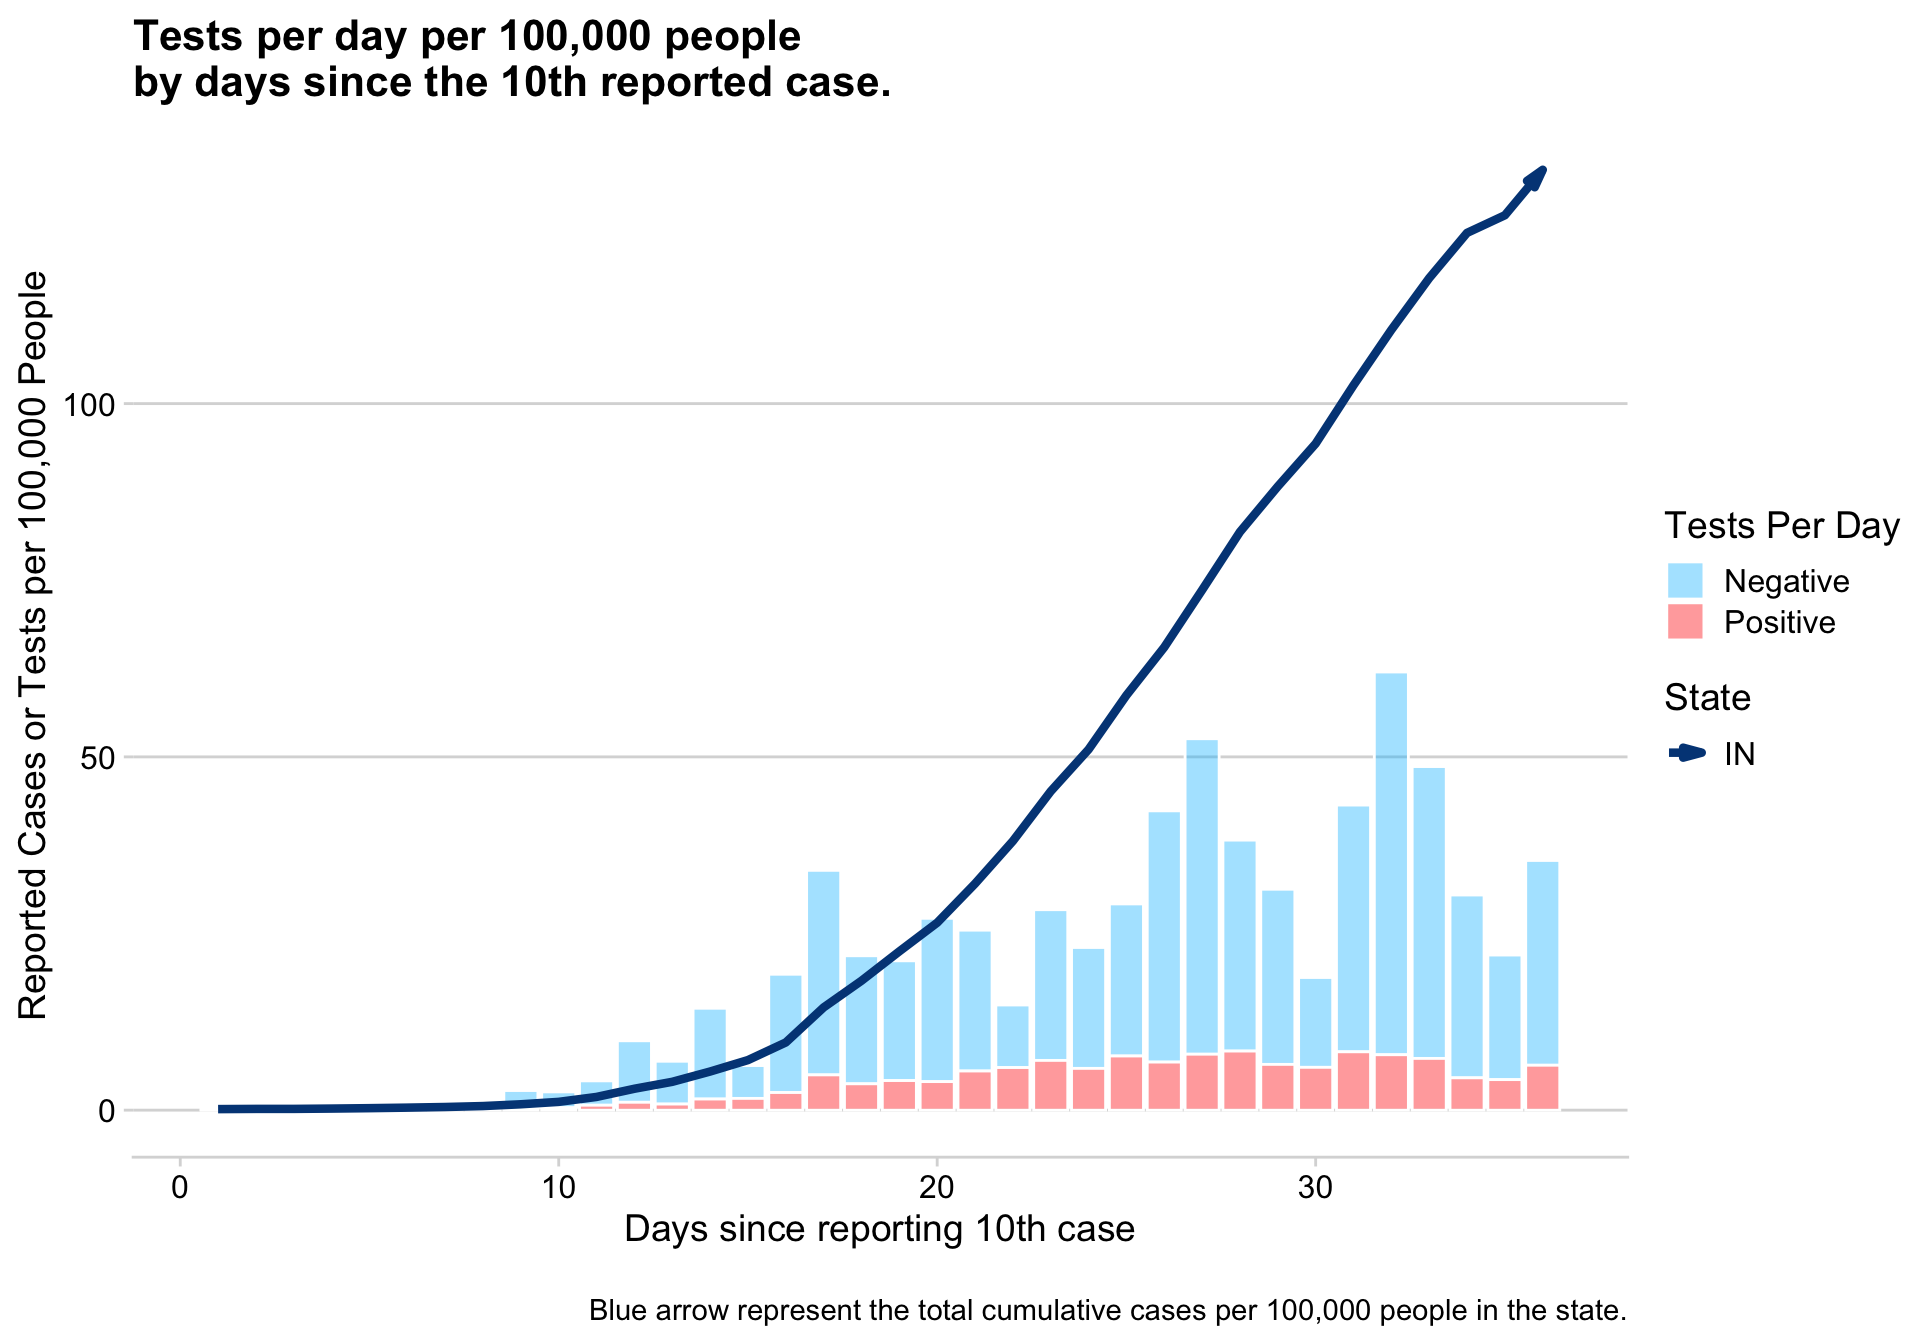 Tests per day per 100,000 people
by days since the 10th reported case.
Reported Cases or Tests per 100,000 People
100
50
0
0
10
20
30
Days since reporting 10th case
Tests Per Day
Negative
Positive
State
IN
Blue arrow represent the total cumulative cases per 100,000 people in the state.